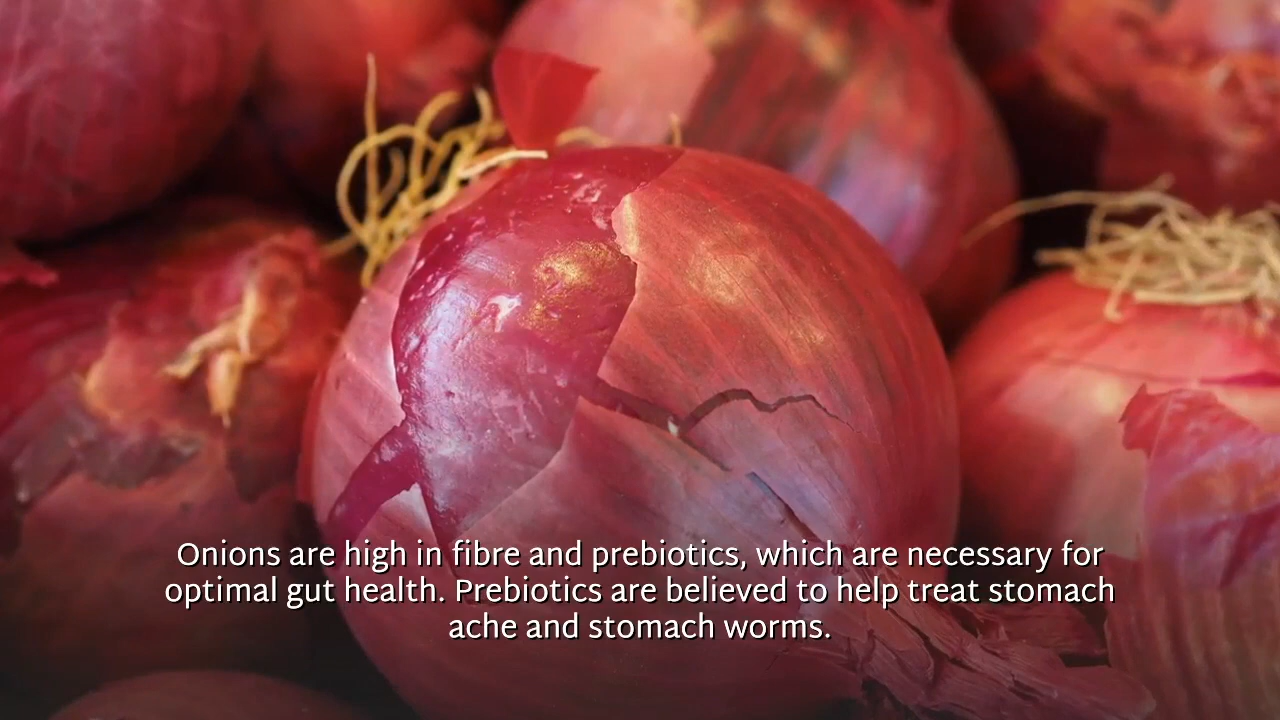 Onions are high in fibre and prebiotics, which are necessary for
optimal gut health. Prebiotics are believed to help treat stomach
ache and stomach worms.